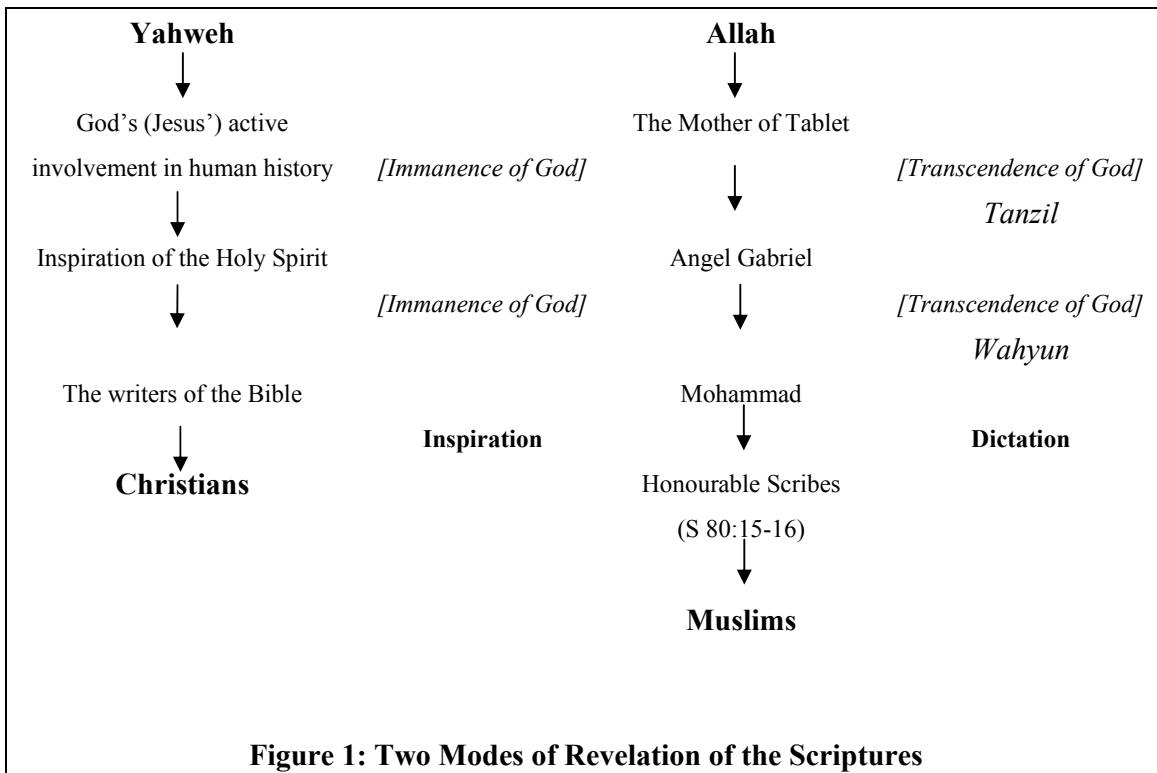 Yahweh
Allah
God's (Jesus') active
The Mother of Tablet
involvement in human history
[Immanence of God]
[Transcendence of God]
Tanzil
Inspiration of the Holy Spirit
Angel Gabriel
[Immanence of God]
[Transcendence of God]
Wahyun
The writers of the Bible
Mohammad
Inspiration
Dictation
Christians
Honourable Scribes
(S 80:15-16)
Muslims
Figure 1: Two Modes of Revelation of the Scriptures